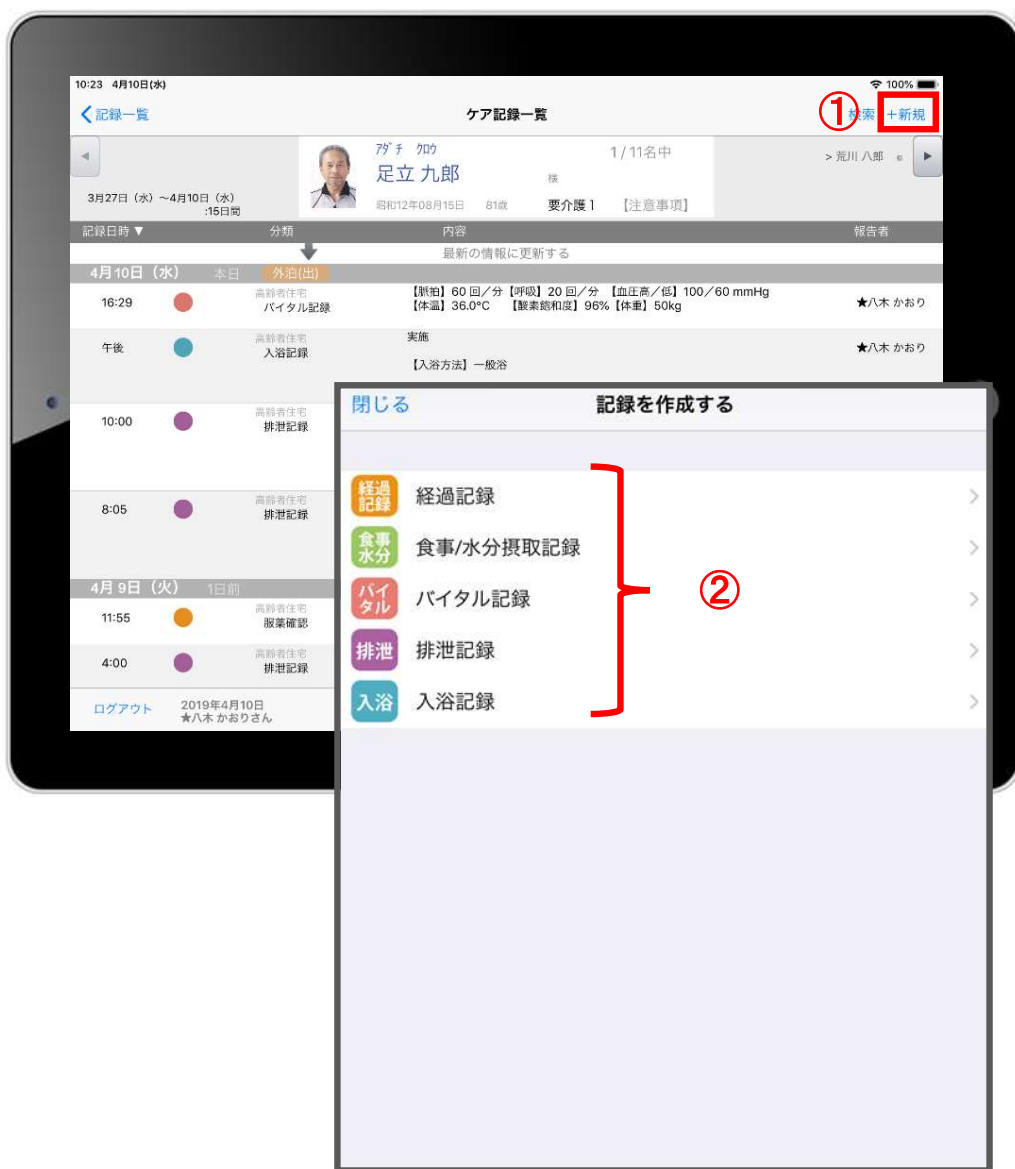 10:23 4月10日(水)
100%
記録一覧
ケア記録一覧
①
検索
+新規
アダチ クロウ
1 / 11名中
足立 九郎
様
> 荒川 八郎
3月27日（水）～4月10日（水）
:15日間
昭和12年08月15日 81歳 要介護 1 【注意事項】
記録日時 ▼ 分類 内容 報告者
最新の情報に更新する
4月10日（水） 本日 外泊(出)
高齢者住宅
16:29 バイタル記録
【脈拍】60 回／分【呼吸】20 回／分 【血圧高／低】100／60 mmHg
【体温】36.0℃ 【酸素飽和度】96%【体重】50kg
★八木 かおり
高齢者住宅
午後 入浴記録
実施
【入浴方法】一般浴
★八木 かおり
高齢者住宅
10:00 排泄記録
高齢者住宅
8:05 排泄記録
4月 9日（火） 1日前
高齢者住宅
11:55 服薬確認
高齢者住宅
4:00 排泄記録
ログアウト
2019年4月10日
★八木 かおりさん
閉じる
記録を作成する
経過
記録
経過記録
食事
水分
食事/水分摂取記録
バイ
タル
バイタル記録
排泄
排泄記録
入浴
入浴記録
②